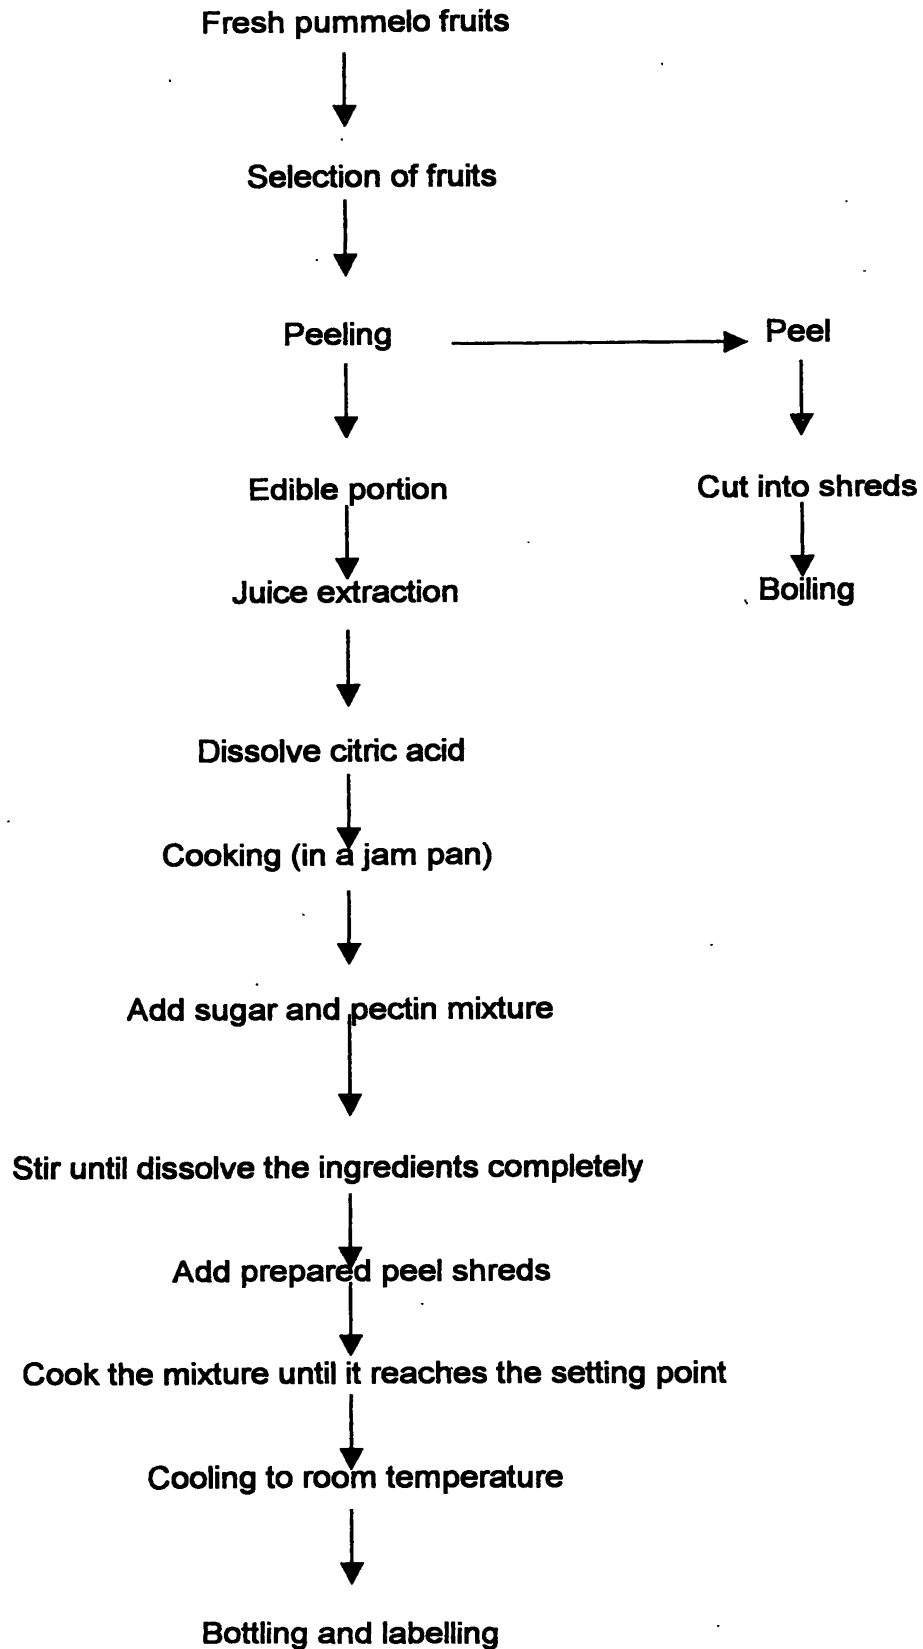 Fresh pummelo fruits
Selection of fruits
Peeling
Peel
Edible portion
Cut into shreds
Juice extraction
Boiling
Dissolve citric acid
Cooking (in a jam pan)
Add sugar and pectin mixture
Stir until dissolve the ingredients completely
Add prepared peel shreds
Cook the mixture until it reaches the setting point
Cooling to room temperature
Bottling and labelling